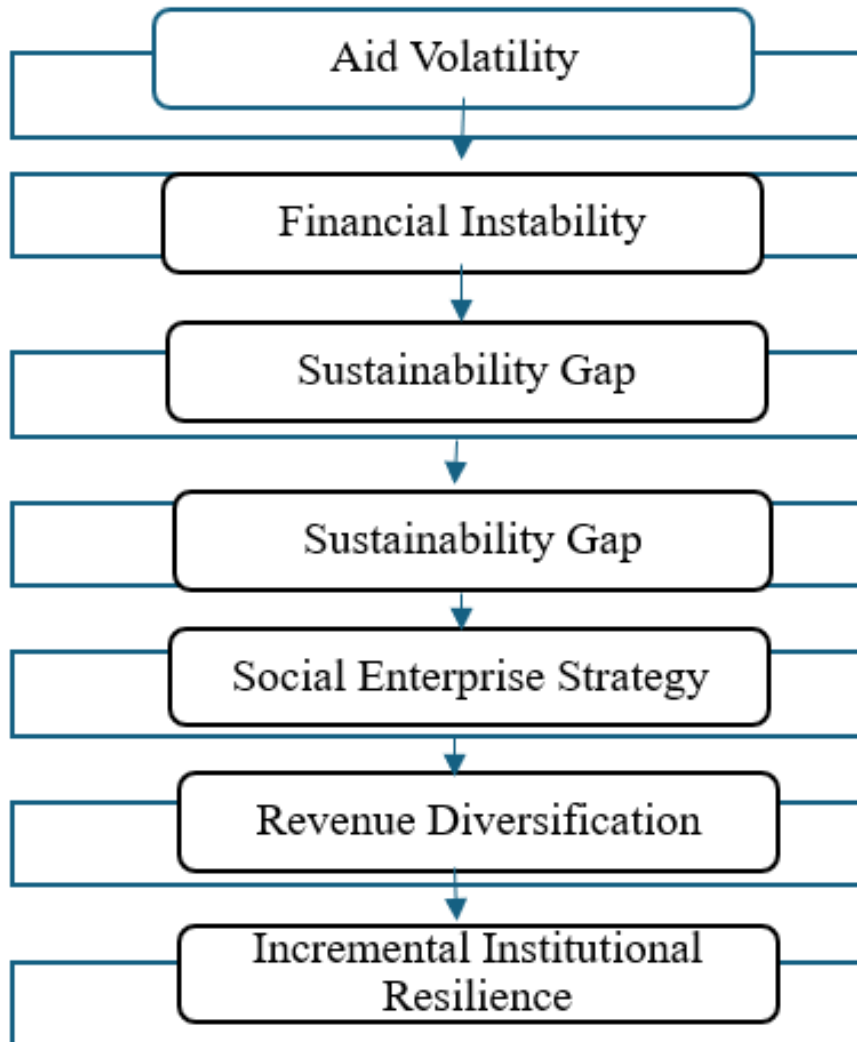 Aid Volatility
Financial Instability
Sustainability Gap
Sustainability Gap
Social Enterprise Strategy
Revenue Diversification
Incremental Institutional
Resilience